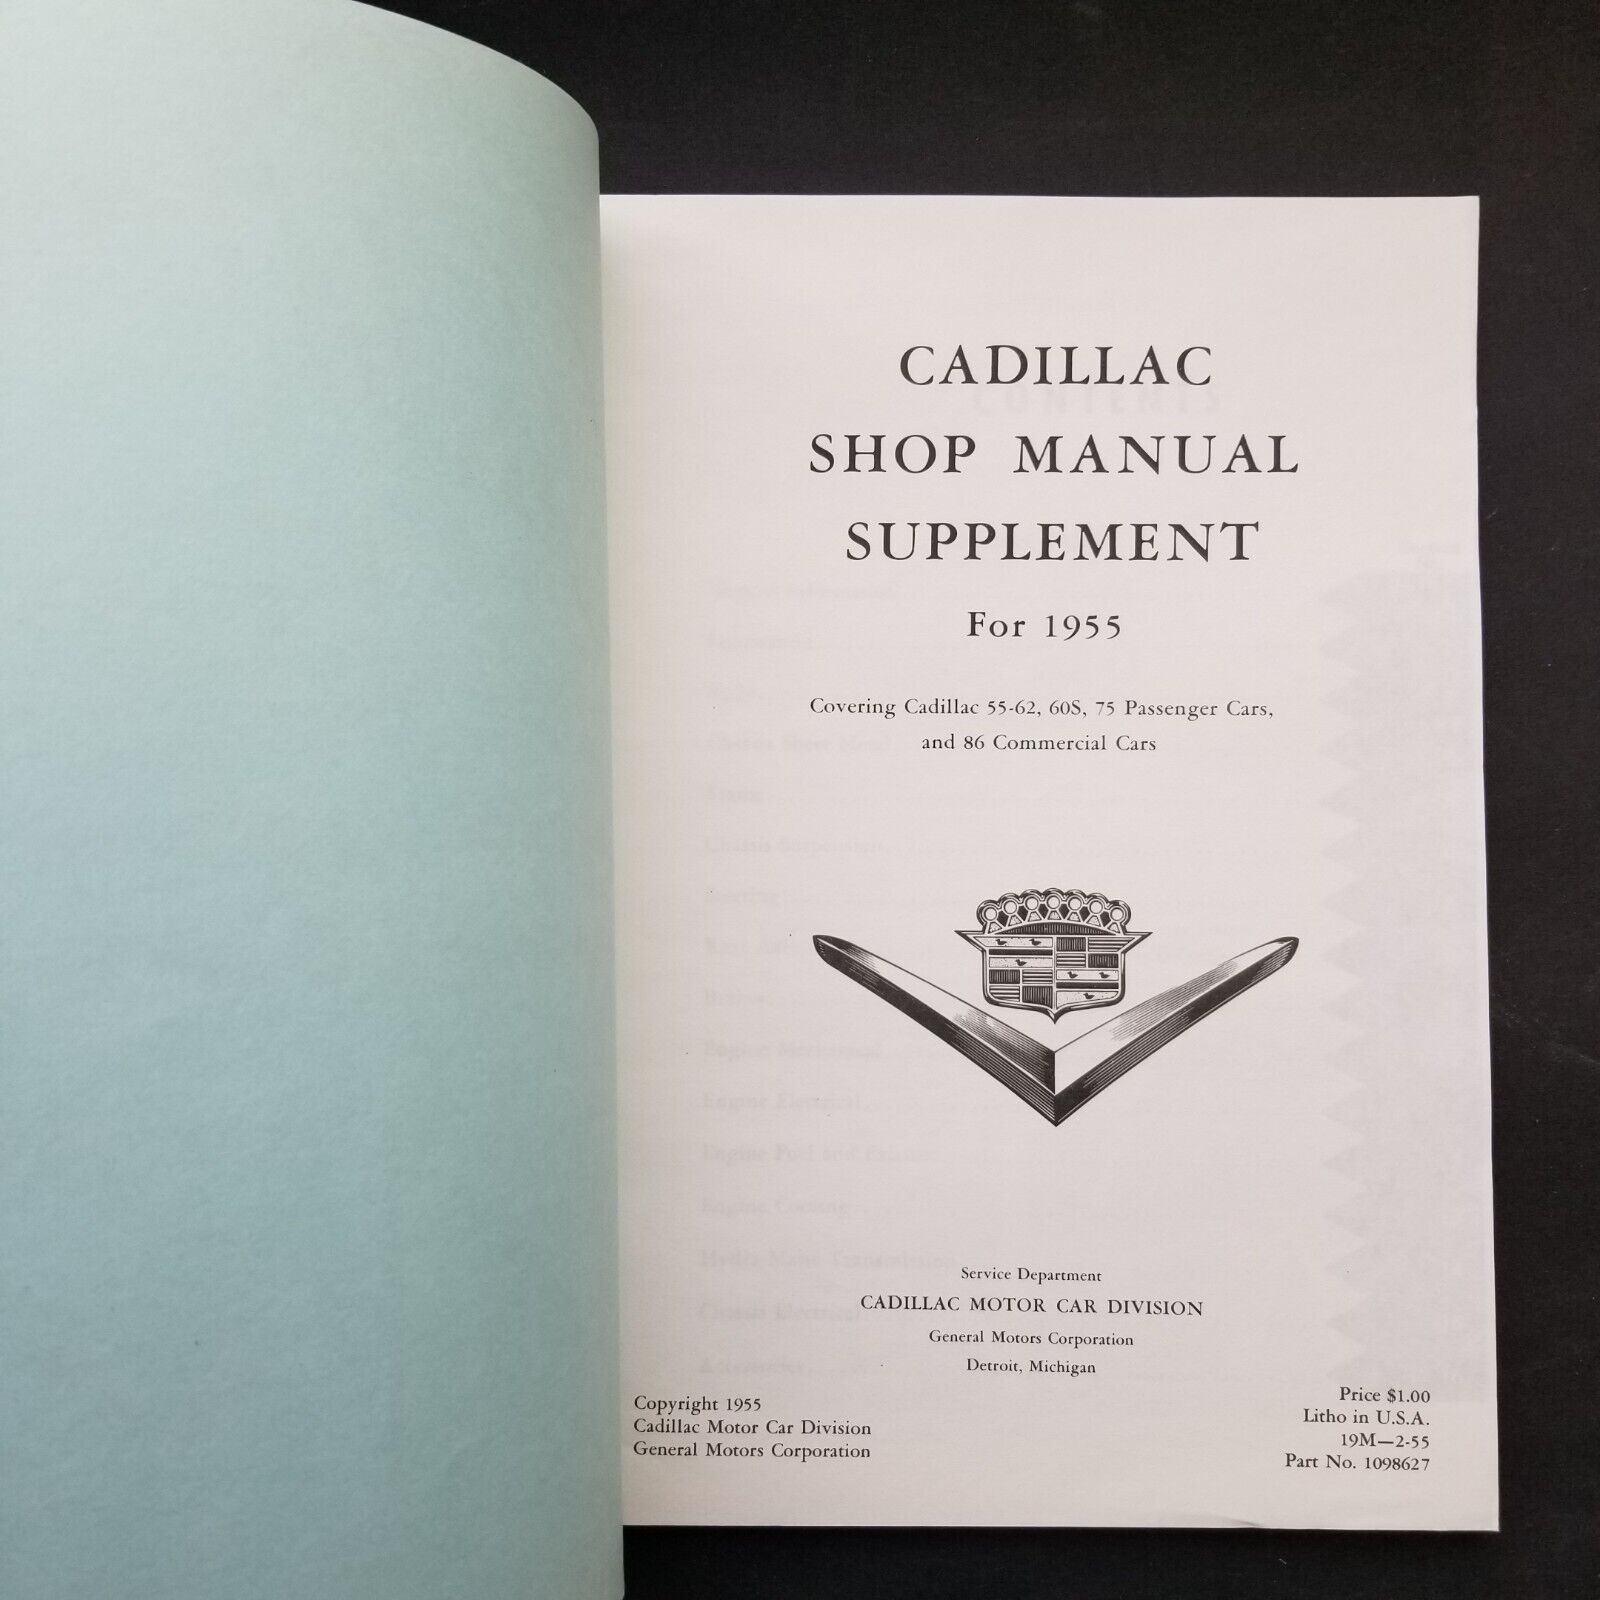 CADILLAC
SHOP MANUAL
SUPPLEMENT
For 1955
Covering Cadillac 55-62, 60S, 75 Passenger Cars,
and 86 Commercial Cars
Service Department
CADILLAC MOTOR CAR DIVISION
General Motors Corporation
Detroit, Michigan
Copyright 1955
Cadillac Motor Car Division
General Motors Corporation
Price $1.00
Litho in U.S.A.
19M—2-55
Part No. 1098627